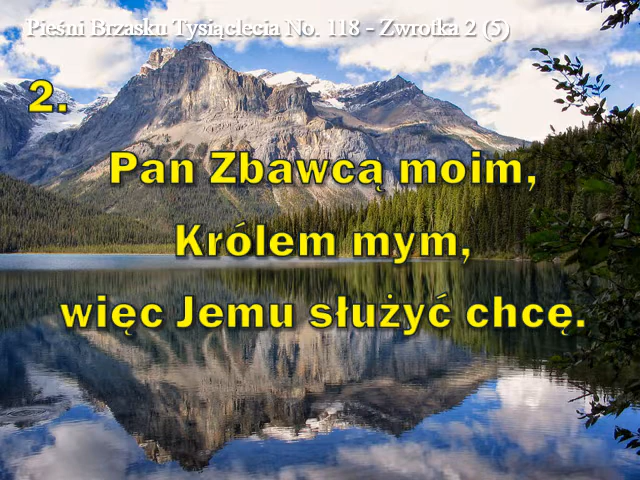 Pieśni Brzasku Tysiąclecia No. 118 - Zwrotka 2 (5)
2.
Pan Zbawcą moim,
Królem mym,
więc Jemu służyć chcę.